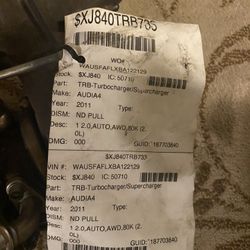 $XJ840TRB735
WO#
WAUSFAFLXBA122129
Stock: $XJ840 IC: 50710
Part: TRB-Turbocharger/Supercharger
Make: AUDIA4
Year: 2011 Type:
DISM: ND PULL
Desc: 1 2.0,AUTO,AWD,80K (2.
0L)
DMG: 000 GUID: 187703840
$XJ840TRB733
VIN #: WAUSFAFLXBA122129
Stock: $XJ840 IC: 50710
Part: TRB-Turbocharger/Supercharger
Make: AUDIA4
Year: 2011 Type:
DISM: ND PULL
Desc: 1 2.0,AUTO,AWD,80K (2.
0L)
DMG: 000 GUID: 187703840